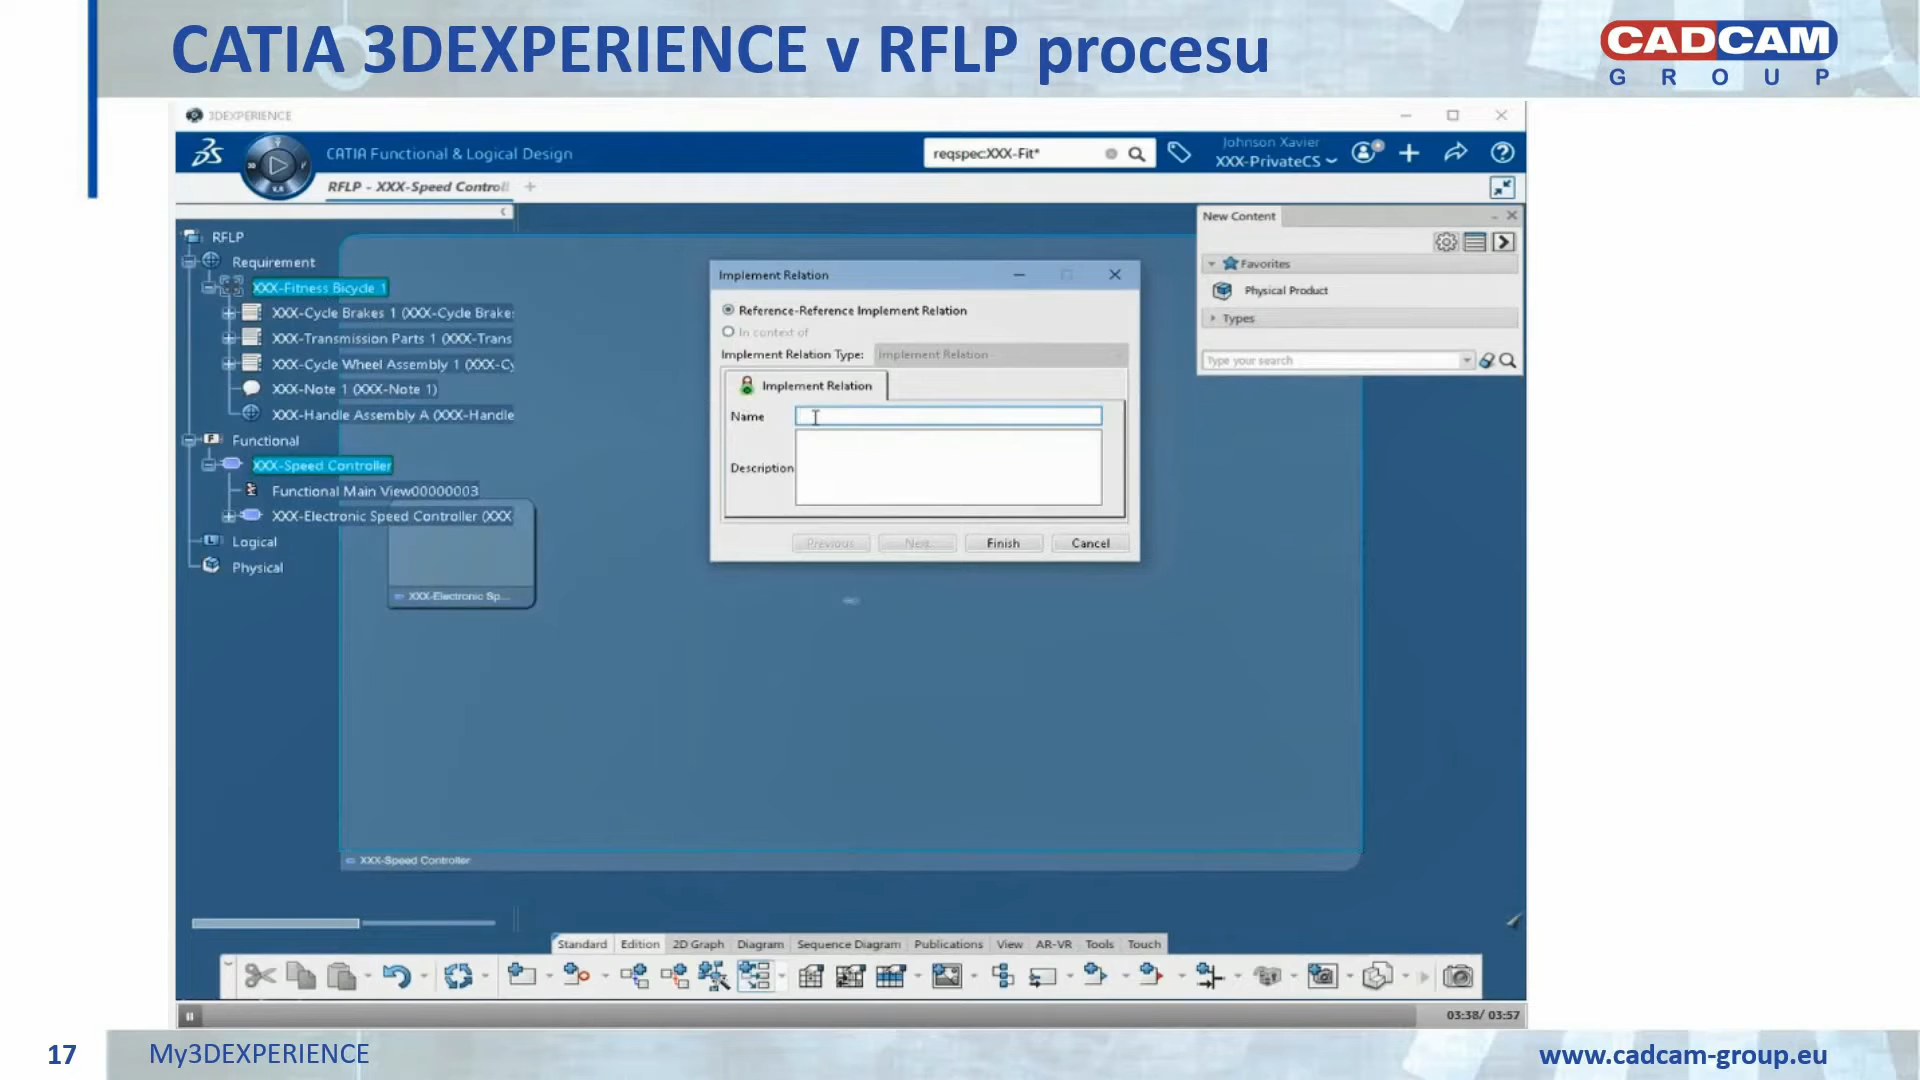 CATIA 3DEXPERIENCE v RFLP procesu
CADCAM
GROUP
3DEXPERIENCE
CATIA Functional & Logical Design
reqspec:XXX-Fit*
Johnson Xavier
XXX-PrivateCS
RFLP - XXX-Speed Controll
New Content
Favorites
Physical Product
Types
Type your search
RFLP
Requirement
XXX-Fitness Bicycle 1
XXX-Cycle Brakes 1 (XXX-Cycle Brake:
XXX-Transmission Parts 1 (XXX-Trans
XXX-Cycle Wheel Assembly 1 (XXX-Cy
XXX-Note 1 (XXX-Note 1)
XXX-Handle Assembly A (XXX-Handle
Functional
XXX-Speed Controller
Functional Main View00000003
XXX-Electronic Speed Controller (XXX
Logical
Physical
XXX-Electronic Sp...
Implement Relation
Reference-Reference Implement Relation
In context of
Implement Relation Type: Implement Relation
Implement Relation
Name
Description
Previous Next Finish Cancel
XXX-Speed Controller
Standard Edition 2D Graph Diagram Sequence Diagram Publications View AR-VR Tools Touch
03:38/ 03:57
17 My3DEXPERIENCE
www.cadcam-group.eu